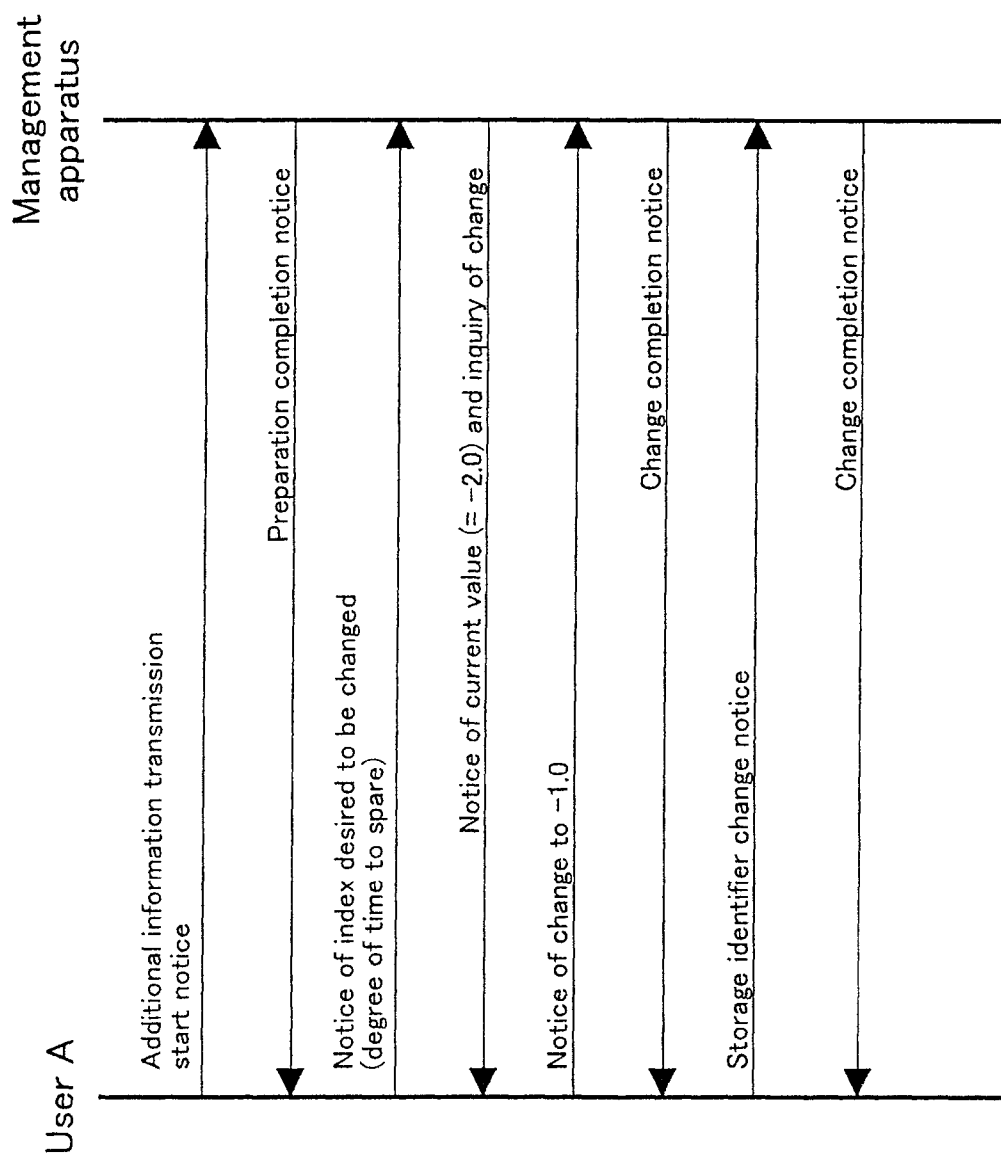 User A
Management
apparatus
Additional information transmission
start notice
Preparation completion notice
Notice of index desired to be changed
(degree of time to spare)
Notice of current value (= −2.0) and inquiry of change
Notice of change to −1.0
Change completion notice
Storage identifier change notice
Change completion notice